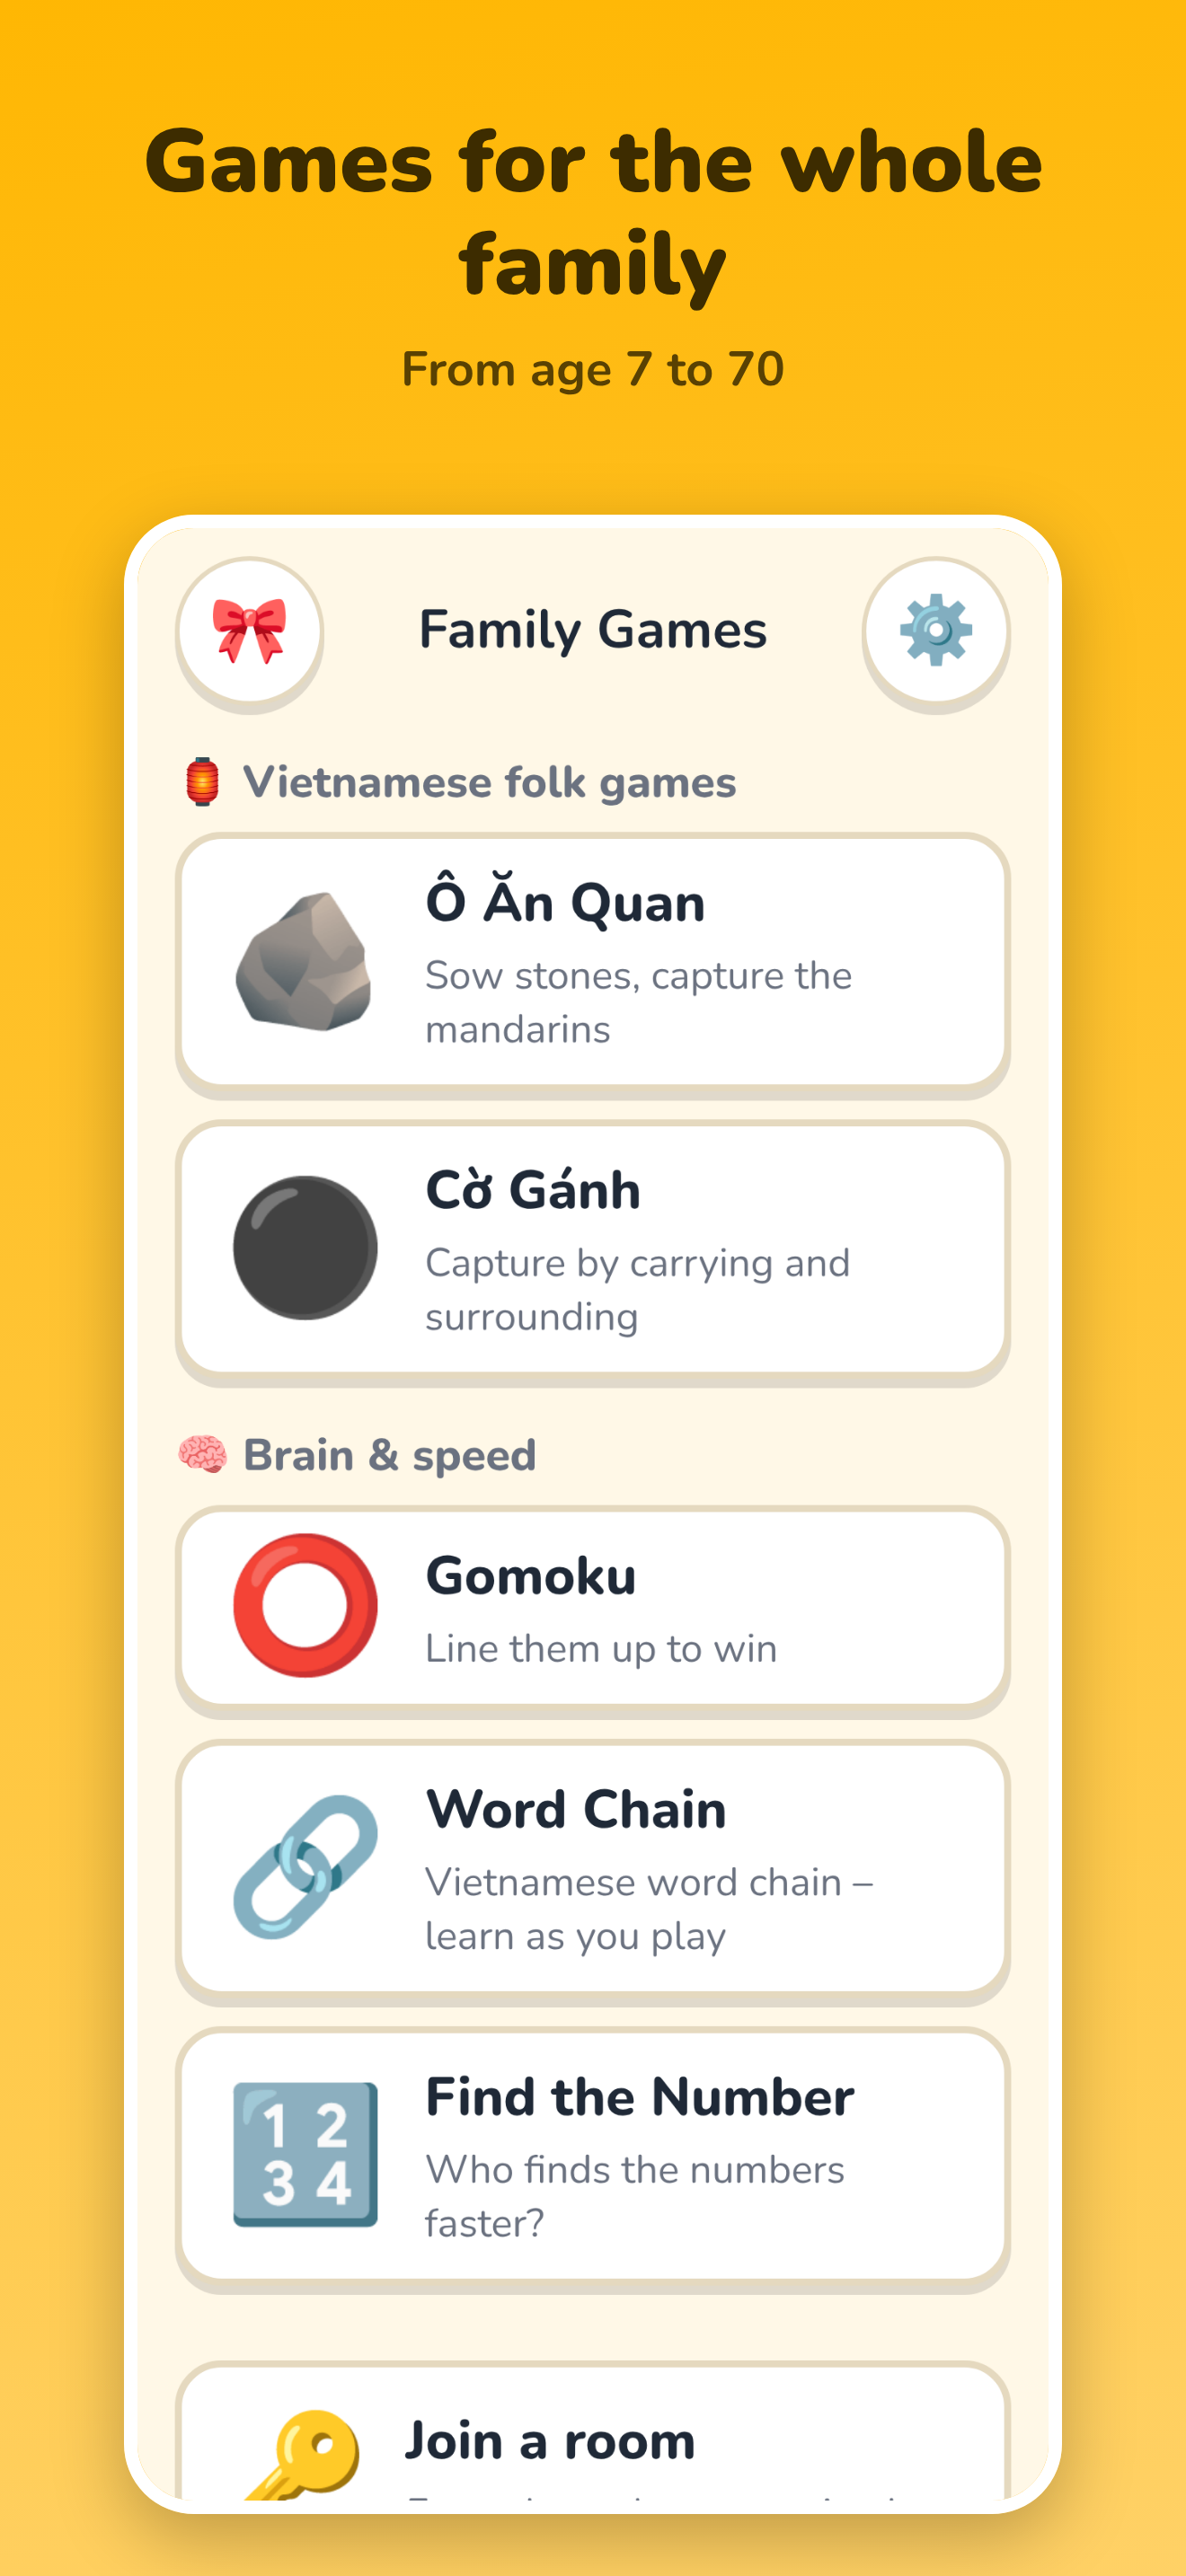 Games for the whole
family
From age 7 to 70
Family Games
Vietnamese folk games
Ô Ăn Quan
Sow stones, capture the
mandarins
Cờ Gánh
Capture by carrying and
surrounding
Brain & speed
Gomoku
Line them up to win
Word Chain
Vietnamese word chain –
learn as you play
1 2
3 4
Find the Number
Who finds the numbers
faster?
Join a room